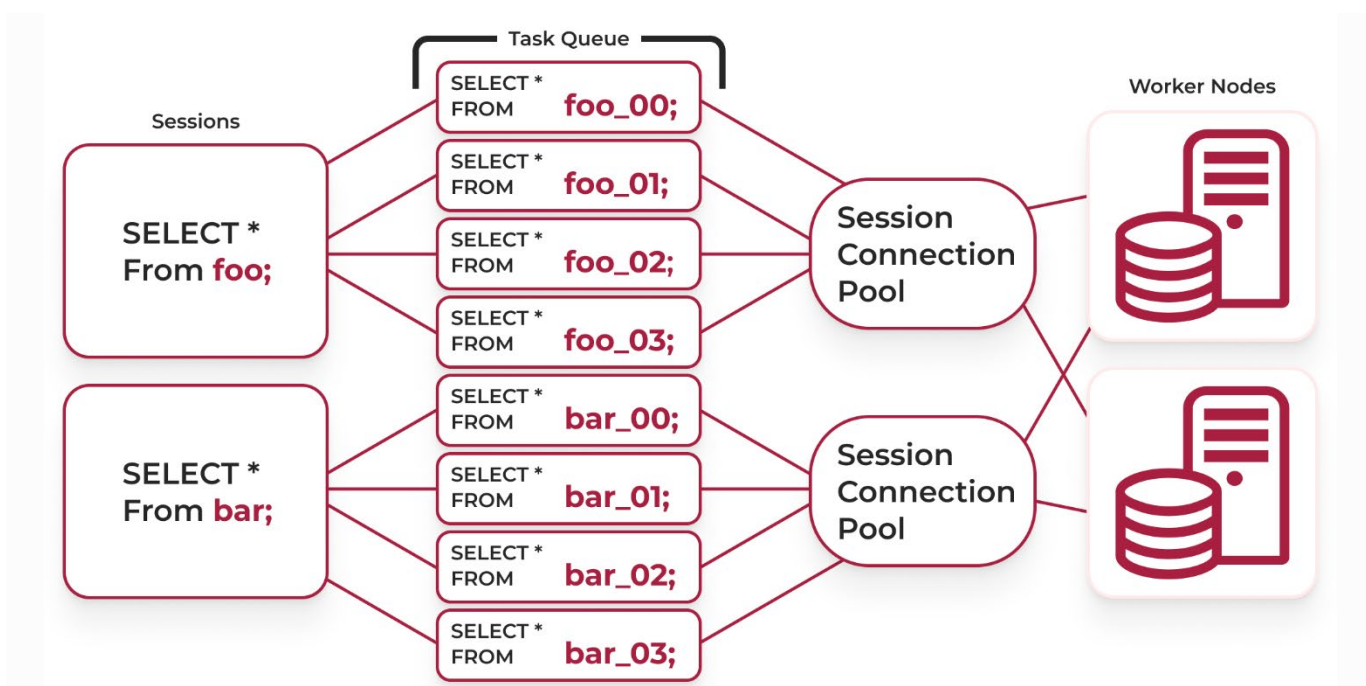 Task Queue
Sessions
Worker Nodes
SELECT *
From foo;
SELECT *
From bar;
SELECT *
FROM foo_00;
SELECT *
FROM foo_01;
SELECT *
FROM foo_02;
SELECT *
FROM foo_03;
SELECT *
FROM bar_00;
SELECT *
FROM bar_01;
SELECT *
FROM bar_02;
SELECT *
FROM bar_03;
Session
Connection
Pool
Session
Connection
Pool